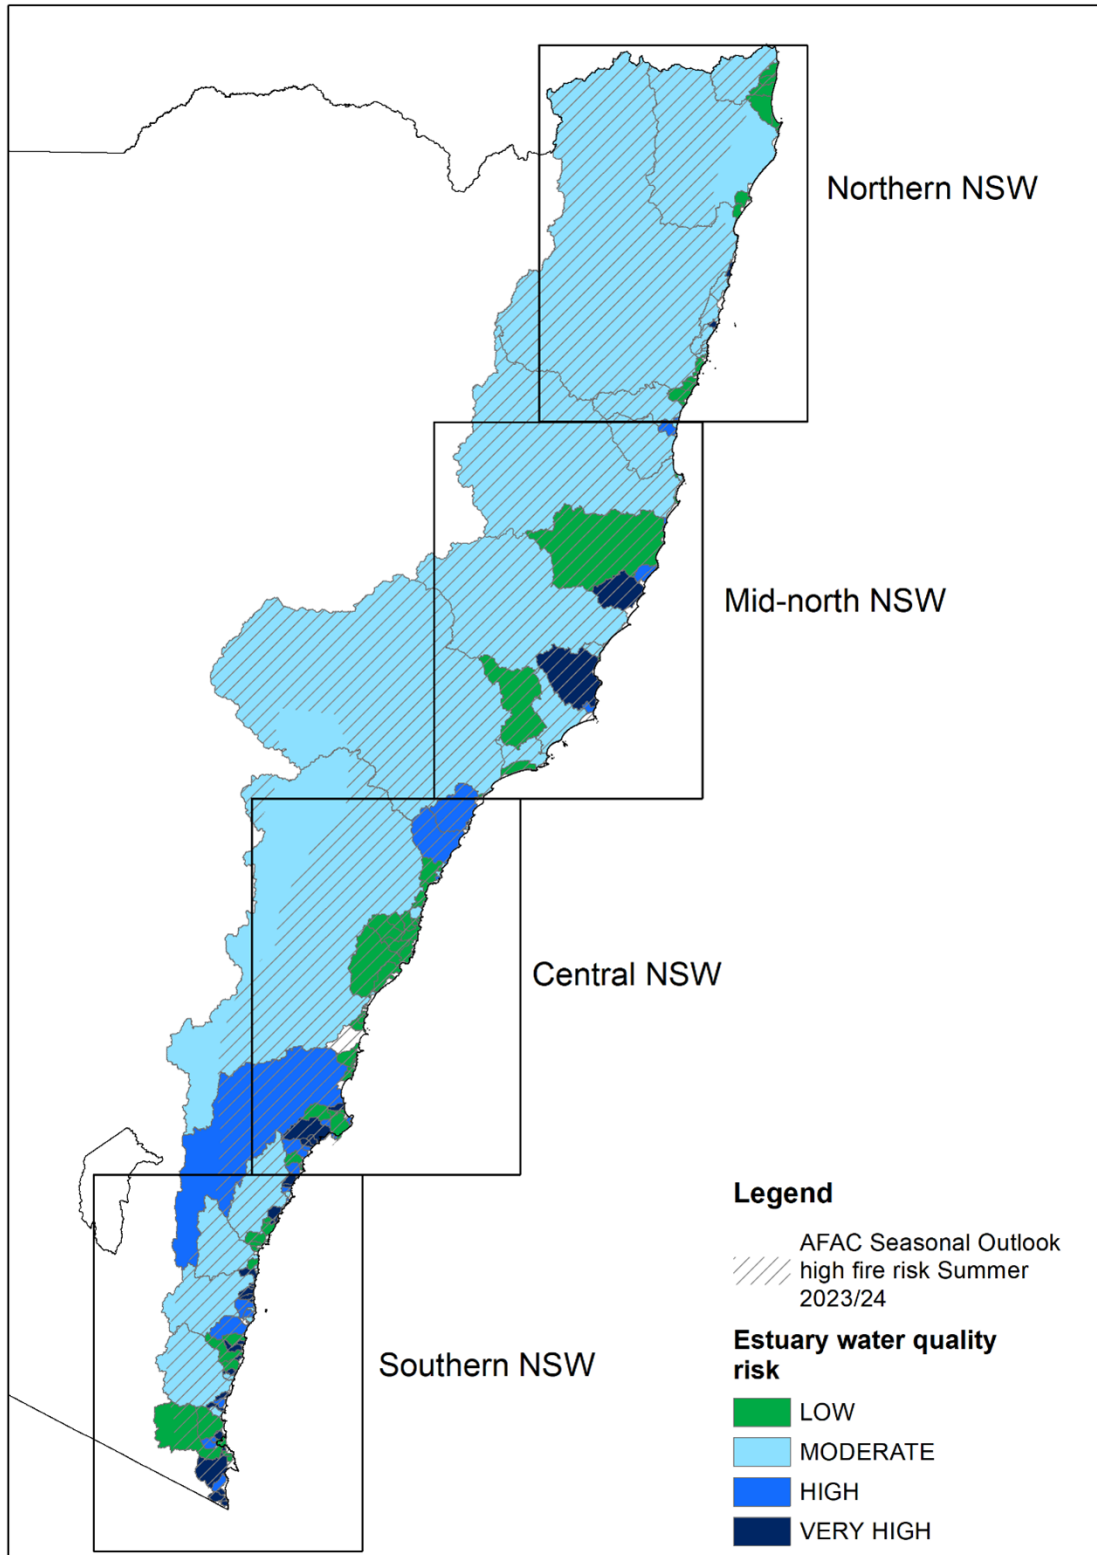 Northern NSW
Mid-north NSW
Central NSW
Southern NSW
Legend
AFAC Seasonal Outlook
high fire risk Summer
2023/24
Estuary water quality
risk
LOW
MODERATE
HIGH
VERY HIGH